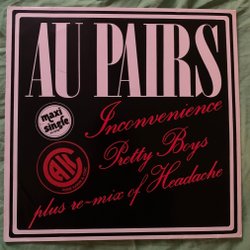 AU PAIRS
maxi
single
Inconvenience
Pretty Boys
plus re-mix of Headache